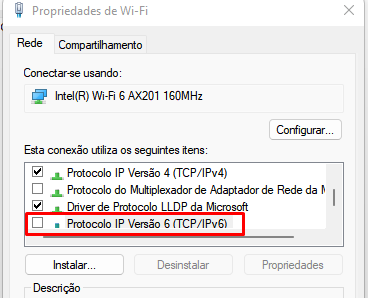 Propriedades de Wi-Fi
Rede
Compartilhamento
Conectar-se usando:
Intel(R) Wi-Fi 6 AX201 160MHz
Configurar...
Esta conexão utiliza os seguintes itens:
Protocolo IP Versão 4 (TCP/IPv4)
Protocolo do Multiplexador de Adaptador de Rede da M
Driver de Protocolo LLDP da Microsoft
Protocolo IP Versão 6 (TCP/IPv6)
Instalar...
Desinstalar
Propriedades
Descrição